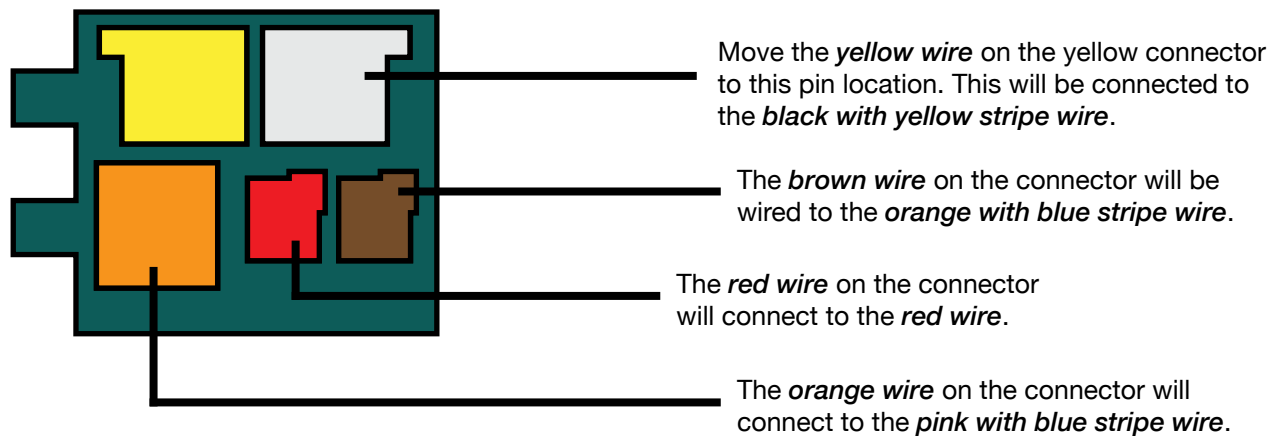 Move the yellow wire on the yellow connector
to this pin location. This will be connected to
the black with yellow stripe wire.
The brown wire on the connector will be
wired to the orange with blue stripe wire.
The red wire on the connector
will connect to the red wire.
The orange wire on the connector will
connect to the pink with blue stripe wire.